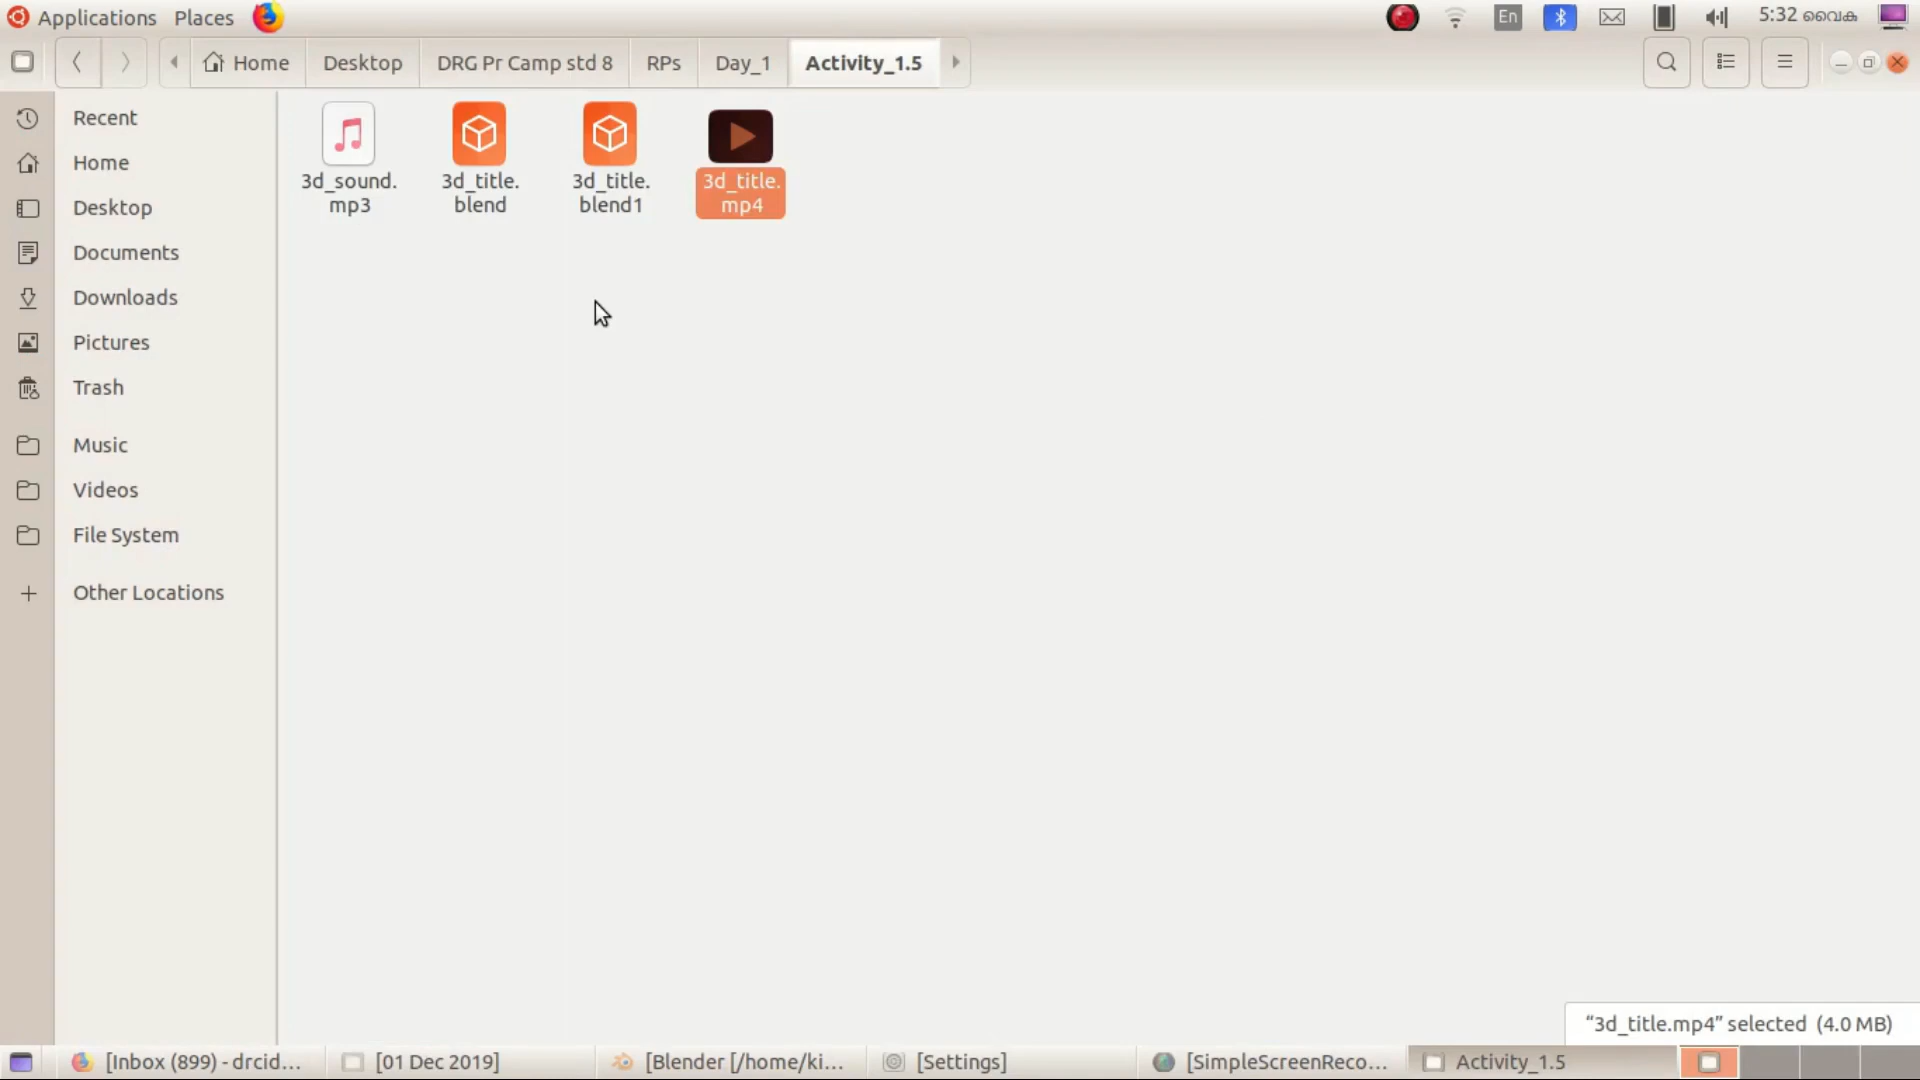 Applications Places En 5:32 വൈകു
Home Desktop DRG Pr Camp std 8 RPs Day_1 Activity_1.5
Recent
Home
Desktop
Documents
Downloads
Pictures
Trash
Music
Videos
File System
Other Locations
3d_sound.
mp3
3d_title.
blend
3d_title.
blend1
3d_title.
mp4
“3d_title.mp4” selected (4.0 MB)
[Inbox (899) - drcid... [01 Dec 2019] [Blender [/home/ki... [Settings] [SimpleScreenReco... Activity_1.5